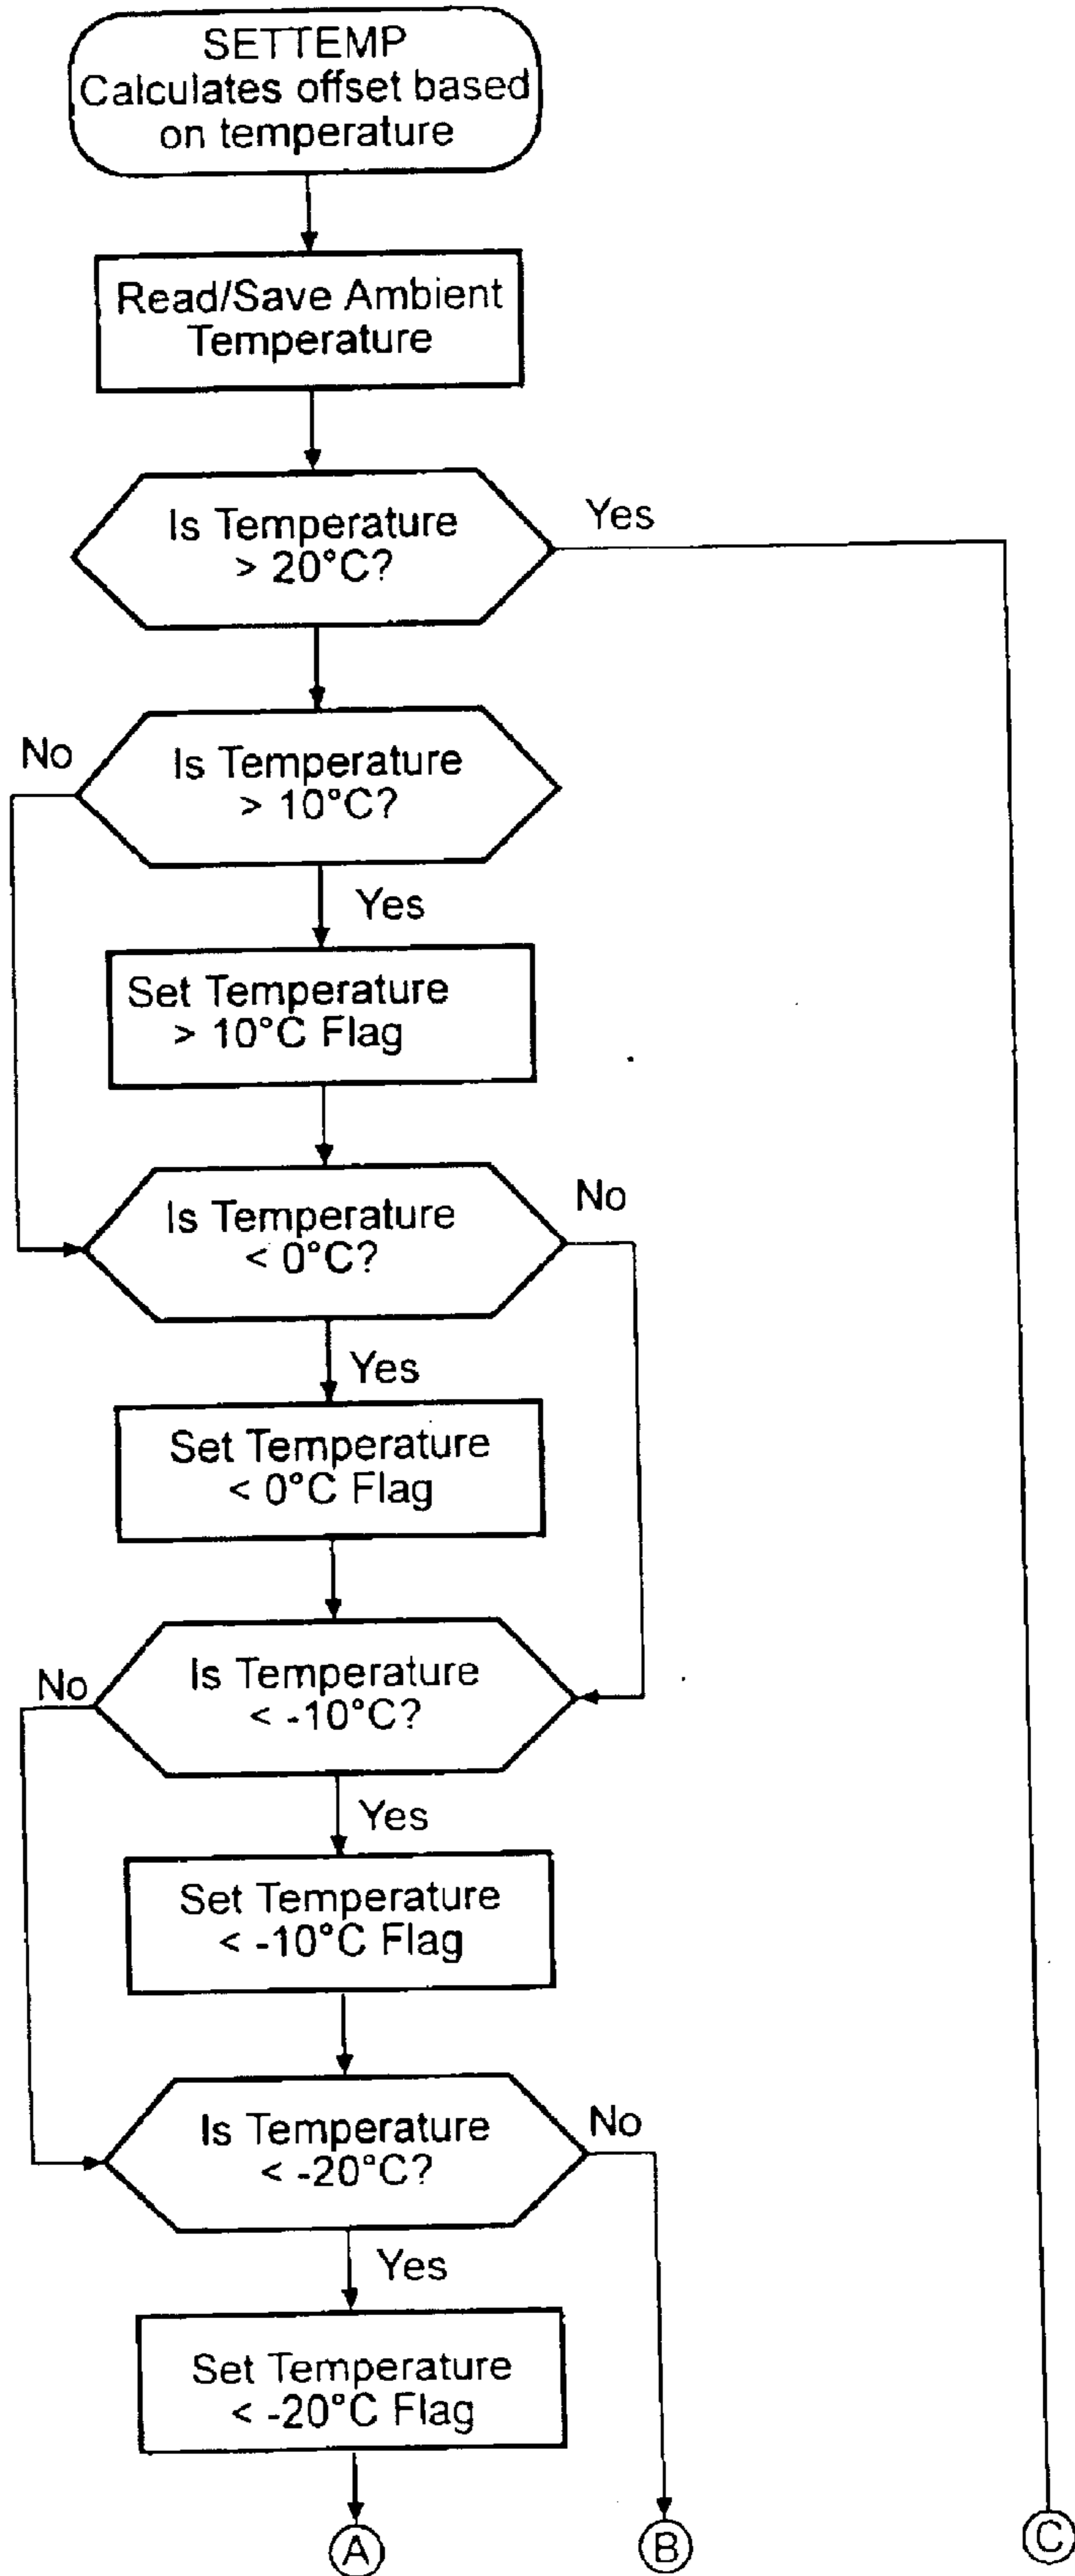 SETTEMP
Calculates offset based
on temperature
Read/Save Ambient
Temperature
Is Temperature
> 20°C?
Yes
Is Temperature
> 10°C?
No
Yes
Set Temperature
> 10°C Flag
Is Temperature
< 0°C?
No
Yes
Set Temperature
< 0°C Flag
Is Temperature
< -10°C?
No
Yes
Set Temperature
< -10°C Flag
Is Temperature
< -20°C?
No
Yes
Set Temperature
< -20°C Flag
A
B
C